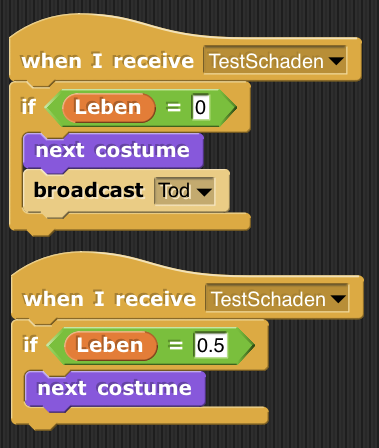 when I receive TestSchaden
if Leben = 0
next costume
broadcast Tod
when I receive TestSchaden
if Leben = 0.5
next costume